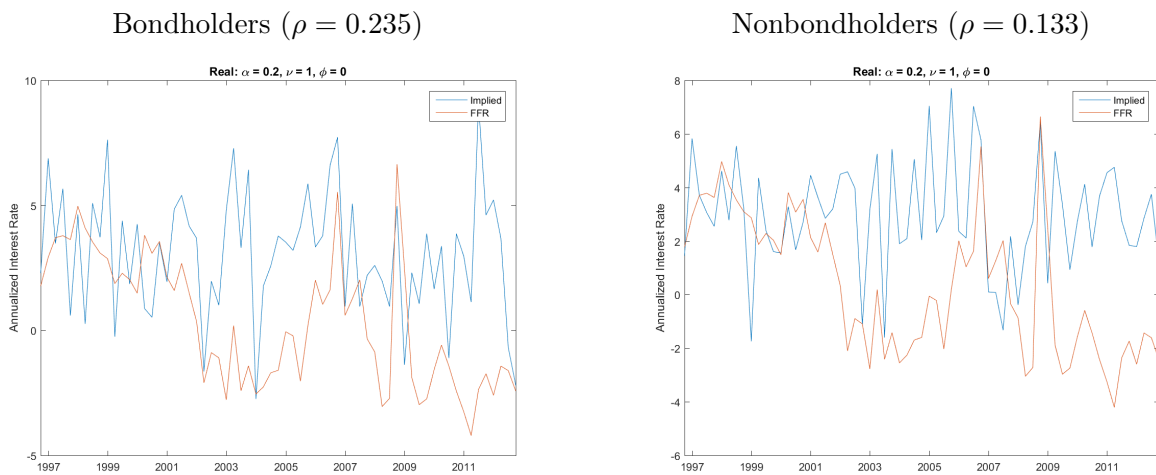 Bondholders (ρ = 0.235)
Real: α = 0.2, ν = 1, ϕ = 0
10
5
0
-5
Annualized Interest Rate
Implied
FFR
1997
1999
2001
2003
2005
2007
2009
2011
Nonbondholders (ρ = 0.133)
Real: α = 0.2, ν = 1, ϕ = 0
8
6
4
2
0
-2
-4
-6
Annualized Interest Rate
Implied
FFR
1997
1999
2001
2003
2005
2007
2009
2011